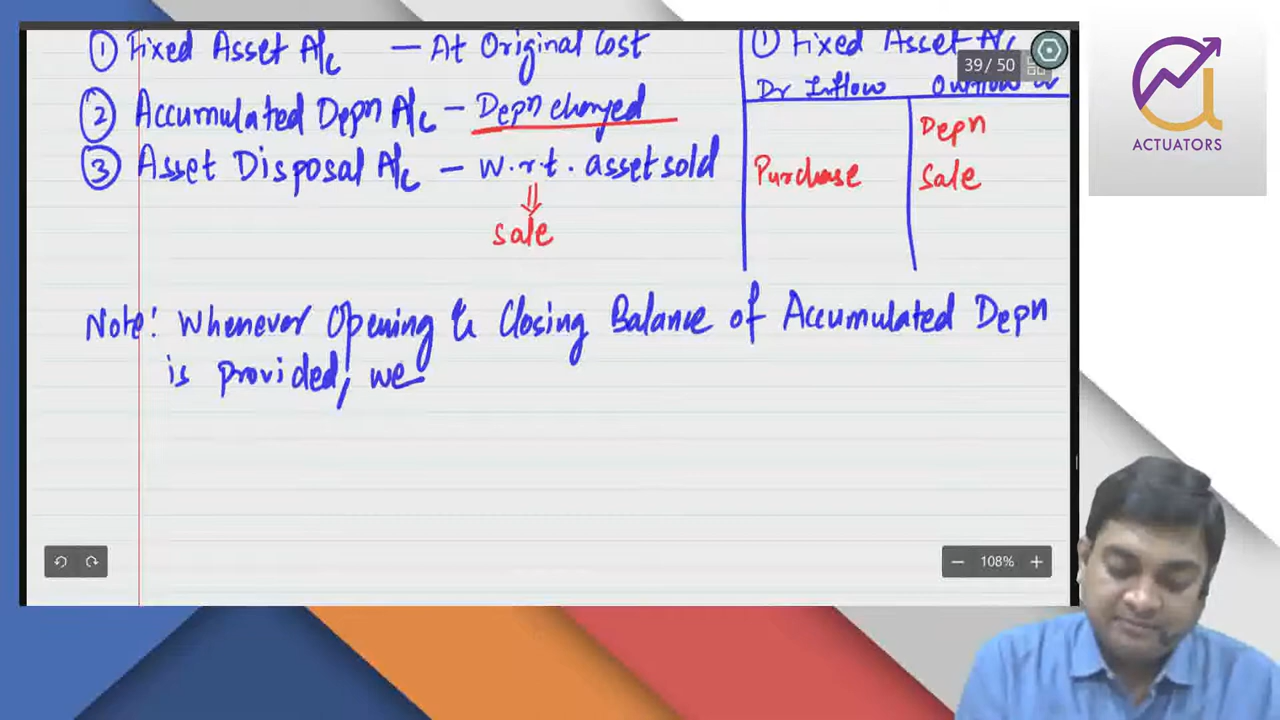 ① Fixed Asset A/c – At Original Cost
② Accumulated Depn A/c – Depn charged
③ Asset Disposal A/c – w.r.t. asset sold
sale
① Fixed Asset A/c
39 / 50
Dr Inflow Outflow Cr
Depn
Purchase Sale
Note: Whenever Opening & Closing Balance of Accumulated Depn
is provided, we
108%
ACTUATORS